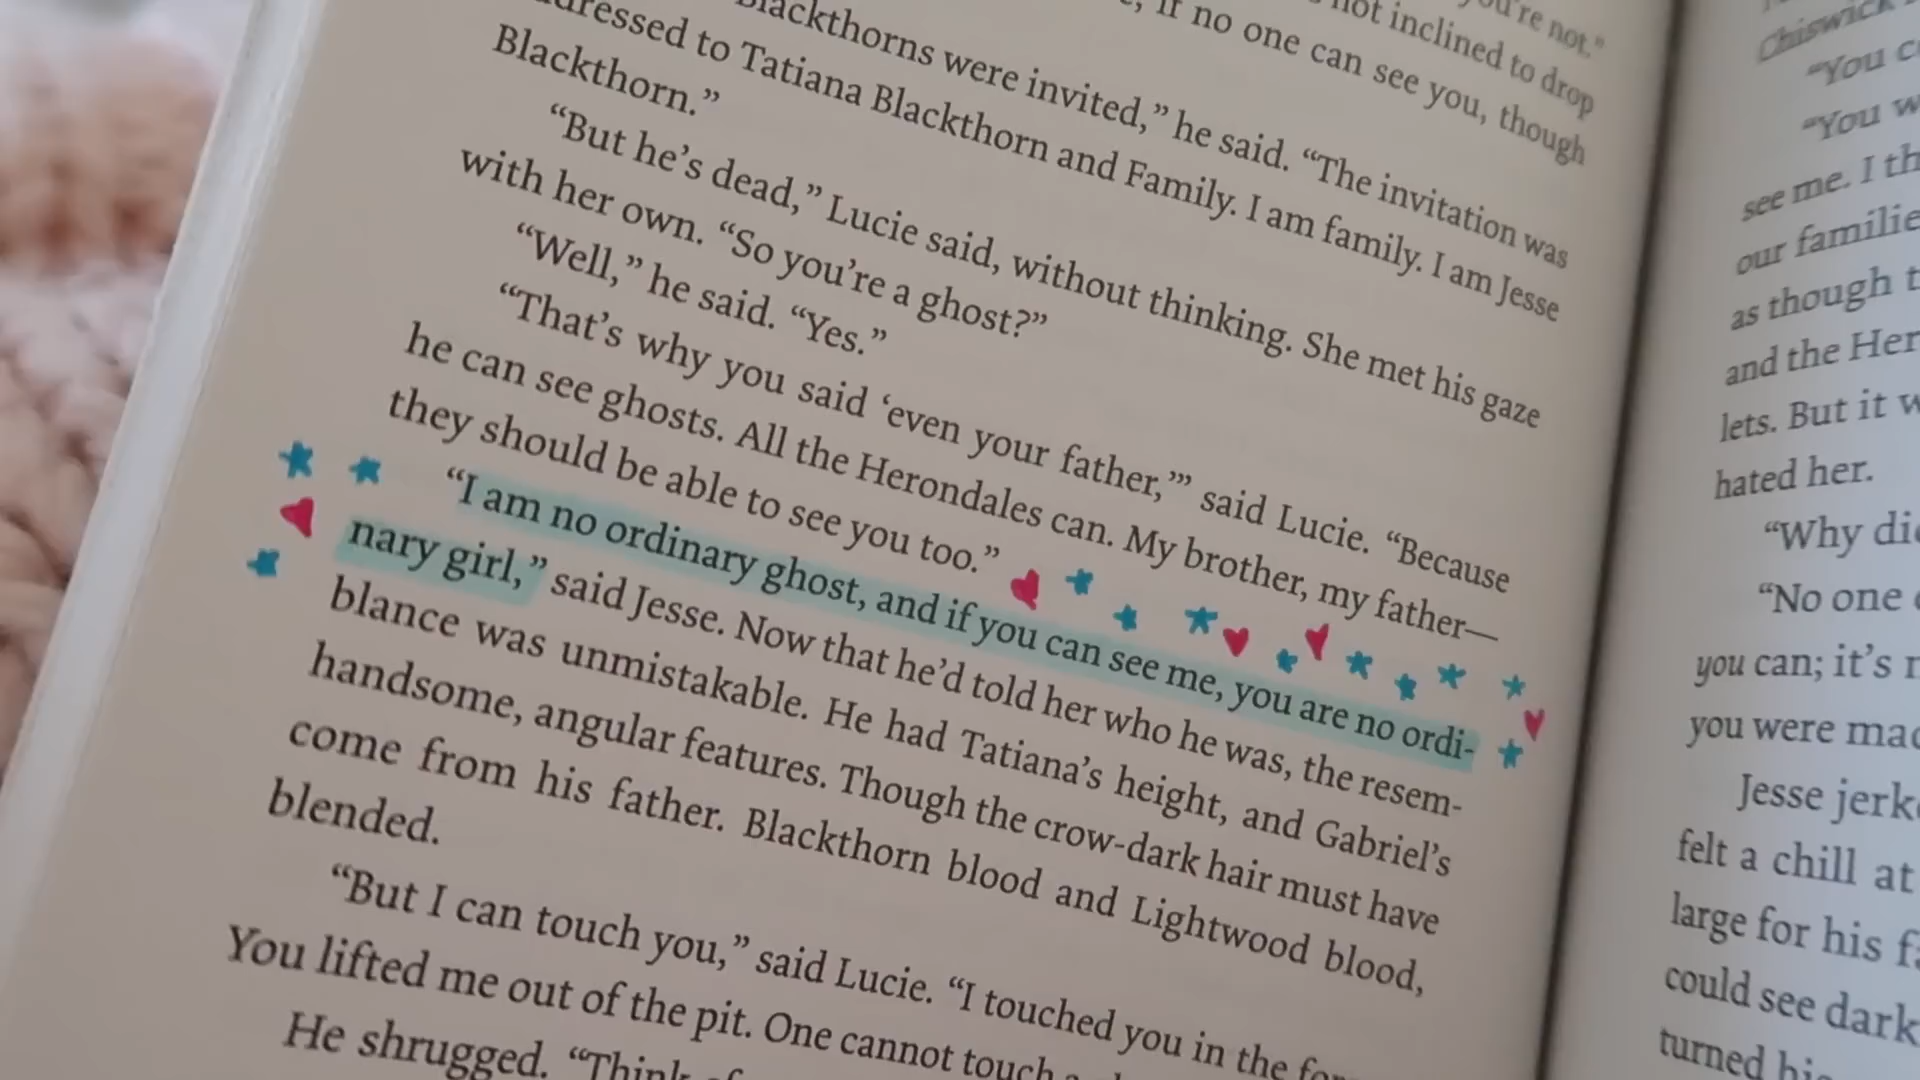 you're not."
not inclined to drop
if no one can see you, though
Blackthorns were invited," he said. "The invitation was
addressed to Tatiana Blackthorn and Family. I am family. I am Jesse
Blackthorn."
"But he's dead," Lucie said, without thinking. She met his gaze
with her own. "So you're a ghost?"
"Well," he said. "Yes."
"That's why you said 'even your father,'" said Lucie. "Because
he can see ghosts. All the Herondales can. My brother, my father—
they should be able to see you too."
"I am no ordinary ghost, and if you can see me, you are no ordi-
nary girl," said Jesse. Now that he'd told her who he was, the resem-
blance was unmistakable. He had Tatiana's height, and Gabriel's
handsome, angular features. Though the crow-dark hair must have
come from his father. Blackthorn blood and Lightwood blood,
blended.
"But I can touch you," said Lucie. "I touched you in the
You lifted me out of the pit. One cannot touch
He shrugged. "Think of
Chiswick
"You
"You
see me. I
our
as though
and the
lets. But it
hated her.
"Why
"No one
you can; it's
you were
Jesse
felt a chill at
large for his
could see dark
turned